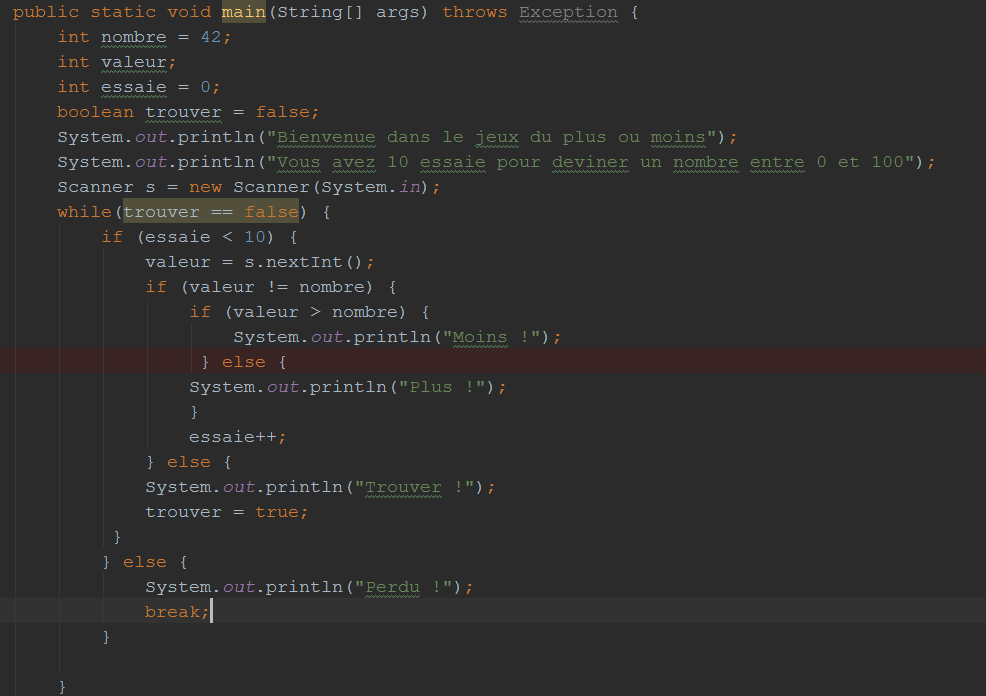 public static void main(String[] args) throws Exception {
    int nombre = 42;
    int valeur;
    int essaie = 0;
    boolean trouver = false;
    System.out.println("Bienvenue dans le jeux du plus ou moins");
    System.out.println("Vous avez 10 essaie pour deviner un nombre entre 0 et 100");
    Scanner s = new Scanner(System.in);
    while(trouver == false) {
        if (essaie < 10) {
            valeur = s.nextInt();
            if (valeur != nombre) {
                if (valeur > nombre) {
                    System.out.println("Moins !");
                 } else {
                System.out.println("Plus !");
                }
                essaie++;
            } else {
            System.out.println("Trouver !");
            trouver = true;
         }
        } else {
            System.out.println("Perdu !");
            break;
        }
    }